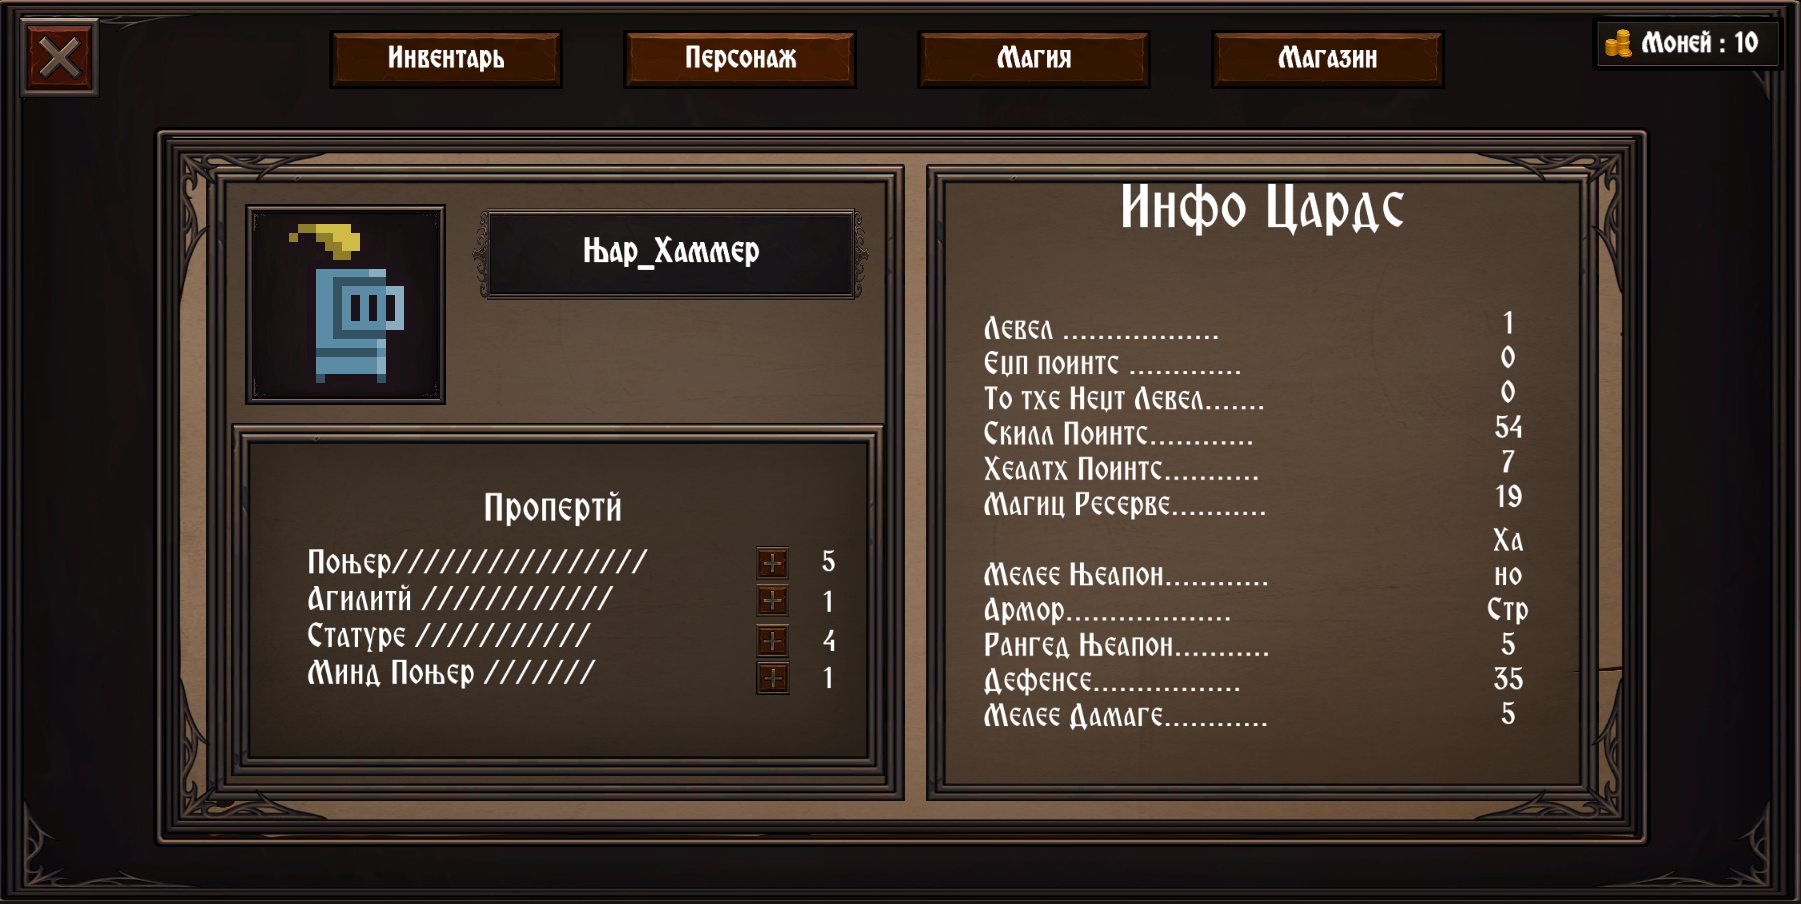 Инвентарь
Персонаж
Магия
Магазин
Моней : 10
Њар_Хаммер
Пропертй
Поњер//////////////// 5
Агилитй //////////// 1
Статуре /////////// 4
Минд Поњер /////// 1
Инфо Цардс
Левел .................. 1
Еџп поинтс ............. 0
То тхе Неџт Левел....... 0
Скилл Поинтс............ 54
Хеалтх Поинтс........... 7
Магиц Ресерве........... 19
Ха
Мелее Њеапон............ но
Армор................... Стр
Рангед Њеапон........... 5
Дефенсе................. 35
Мелее Дамаге............ 5